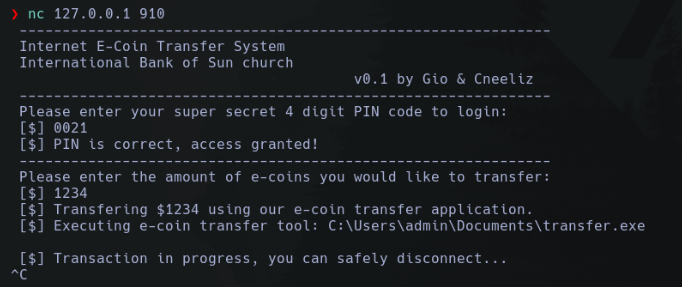 ❯ nc 127.0.0.1 910
--------------------------------------------------------------
Internet E-Coin Transfer System
International Bank of Sun church
v0.1 by Gio & Cneeliz
--------------------------------------------------------------
Please enter your super secret 4 digit PIN code to login:
[$] 0021
[$] PIN is correct, access granted!
--------------------------------------------------------------
Please enter the amount of e-coins you would like to transfer:
[$] 1234
[$] Transfering $1234 using our e-coin transfer application.
[$] Executing e-coin transfer tool: C:\Users\admin\Documents\transfer.exe
[$] Transaction in progress, you can safely disconnect...
^C